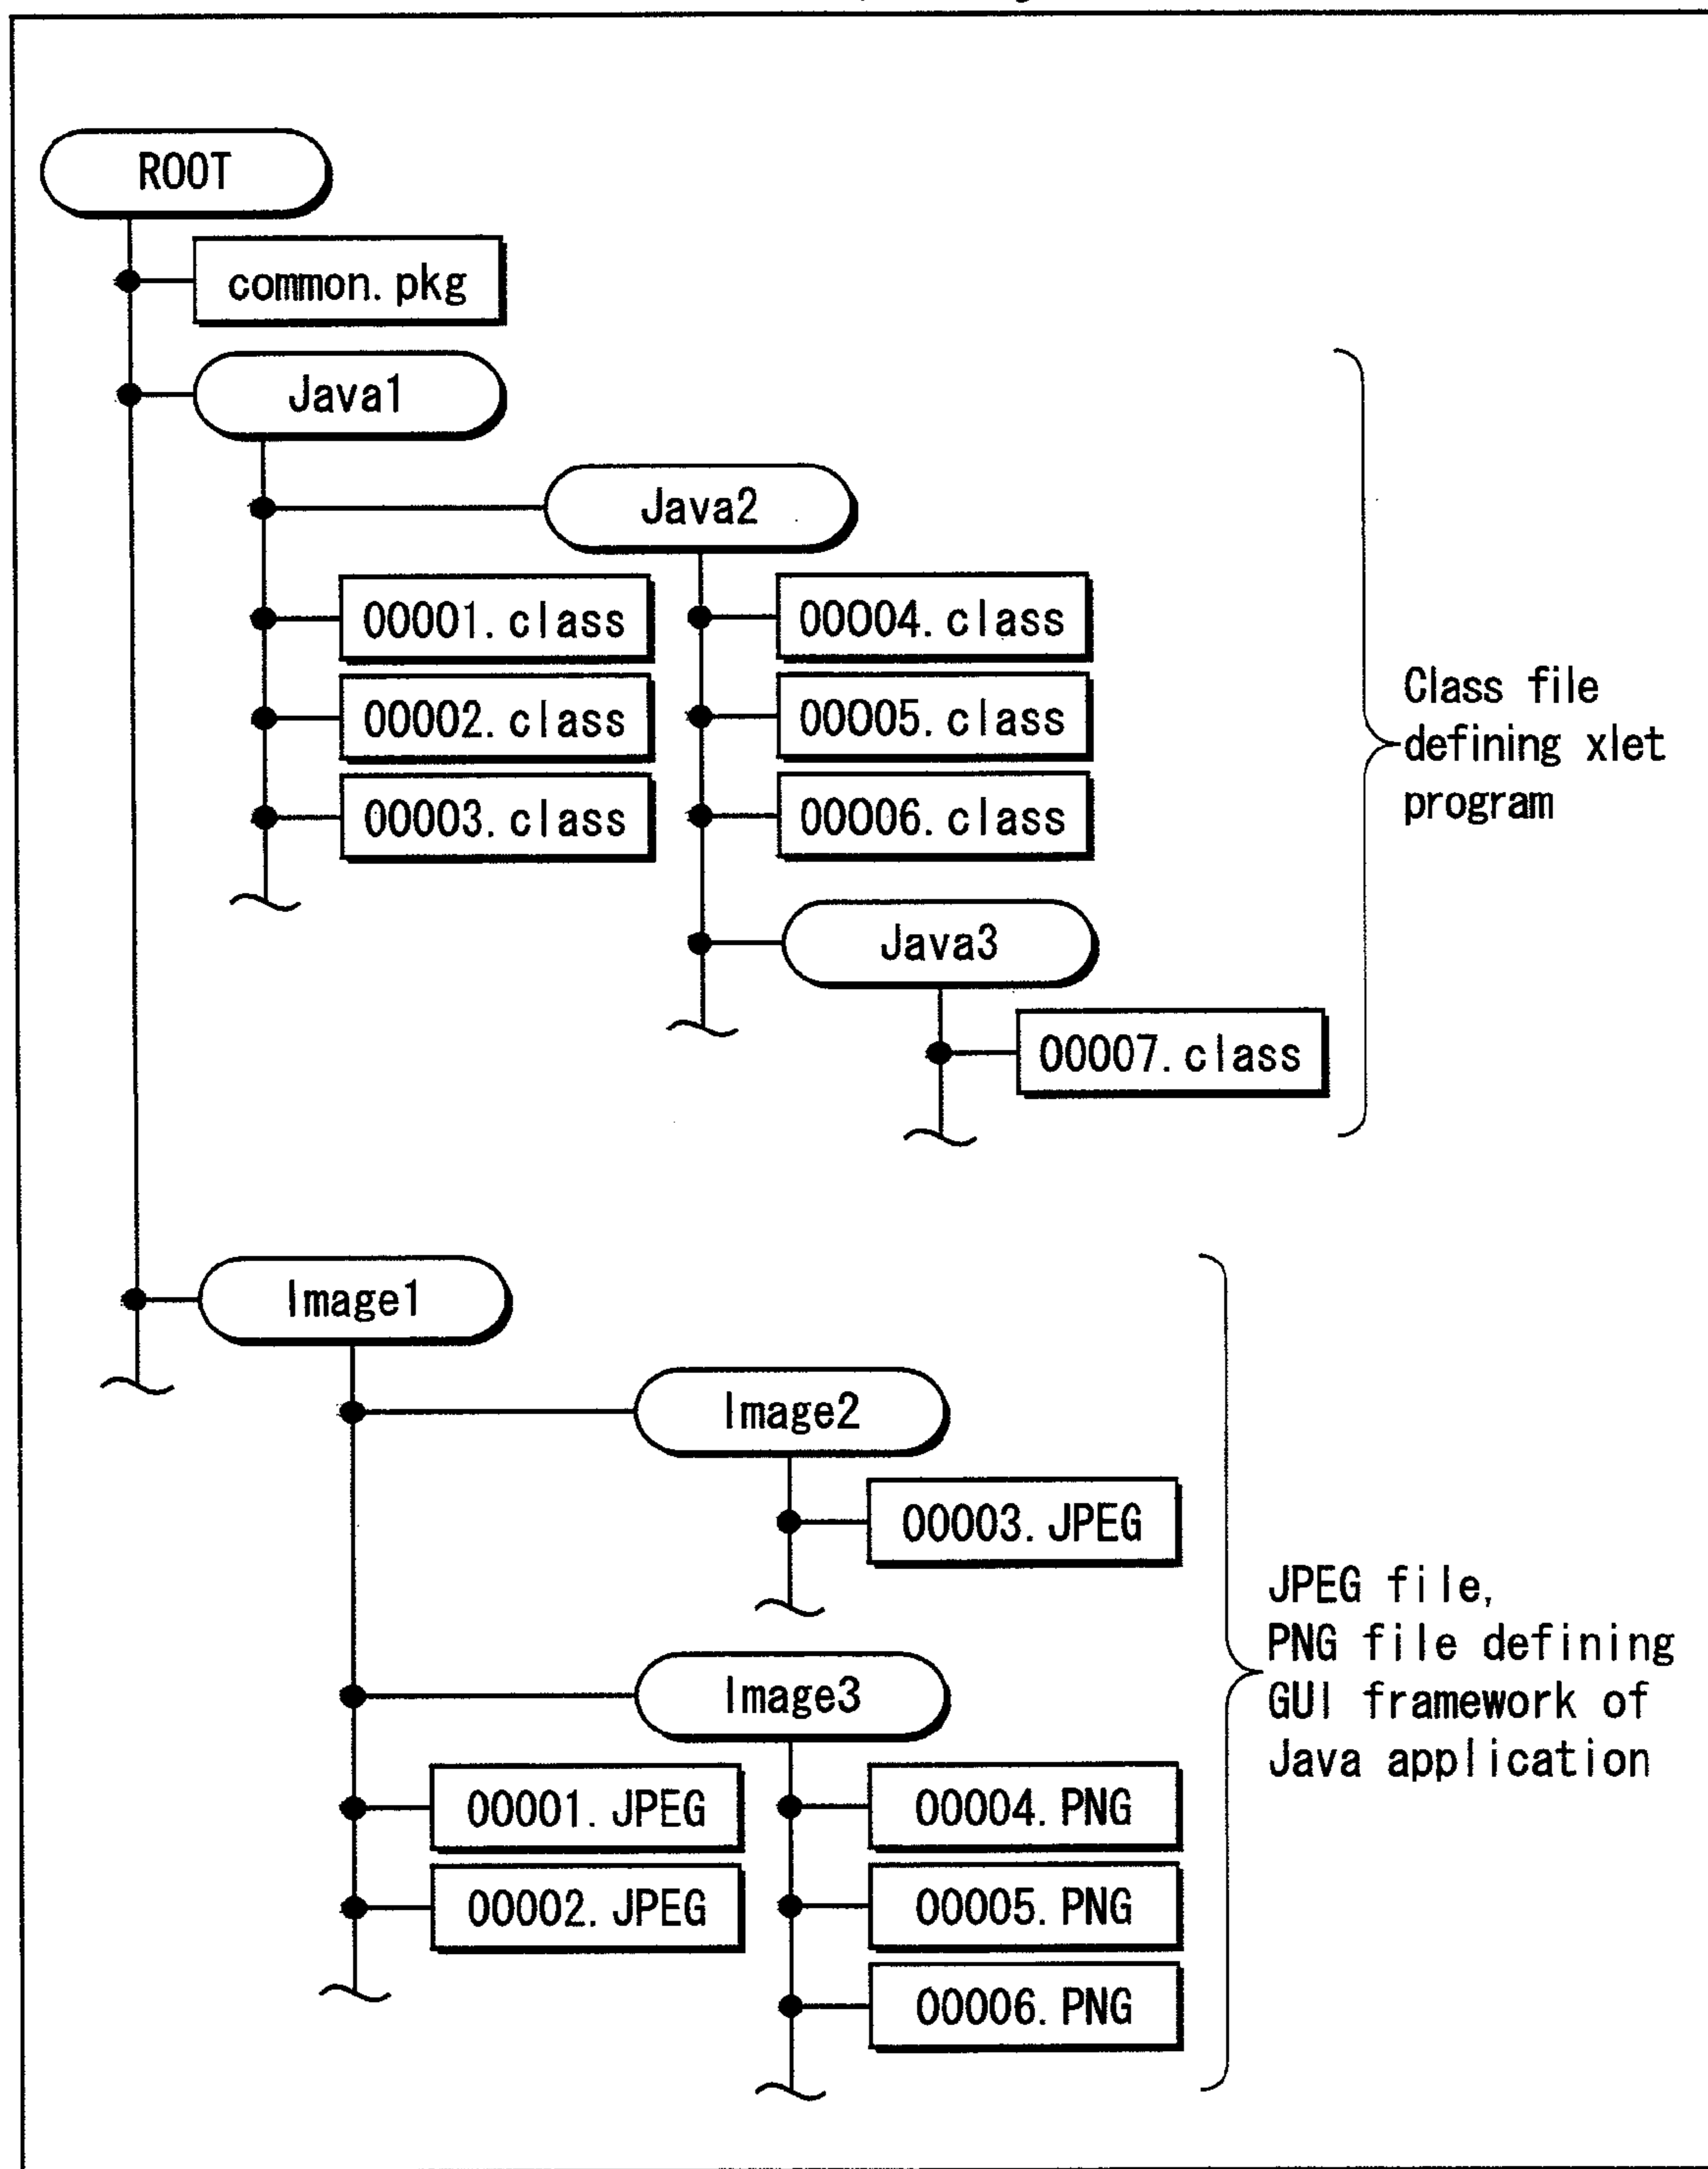 ROOT
common.pkg
Java1
Java2
00001.class
00004.class
00002.class
00005.class
00003.class
00006.class
Java3
00007.class
Class file
defining xlet
program
Image1
Image2
00003.JPEG
Image3
00001.JPEG
00004.PNG
00002.JPEG
00005.PNG
00006.PNG
JPEG file,
PNG file defining
GUI framework of
Java application